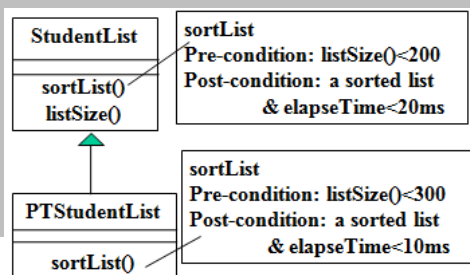 StudentList
sortList()
listSize()
sortList
Pre-condition: listSize()<200
Post-condition: a sorted list
& elapseTime<20ms
PTStudentList
sortList()
sortList
Pre-condition: listSize()<300
Post-condition: a sorted list
& elapseTime<10ms